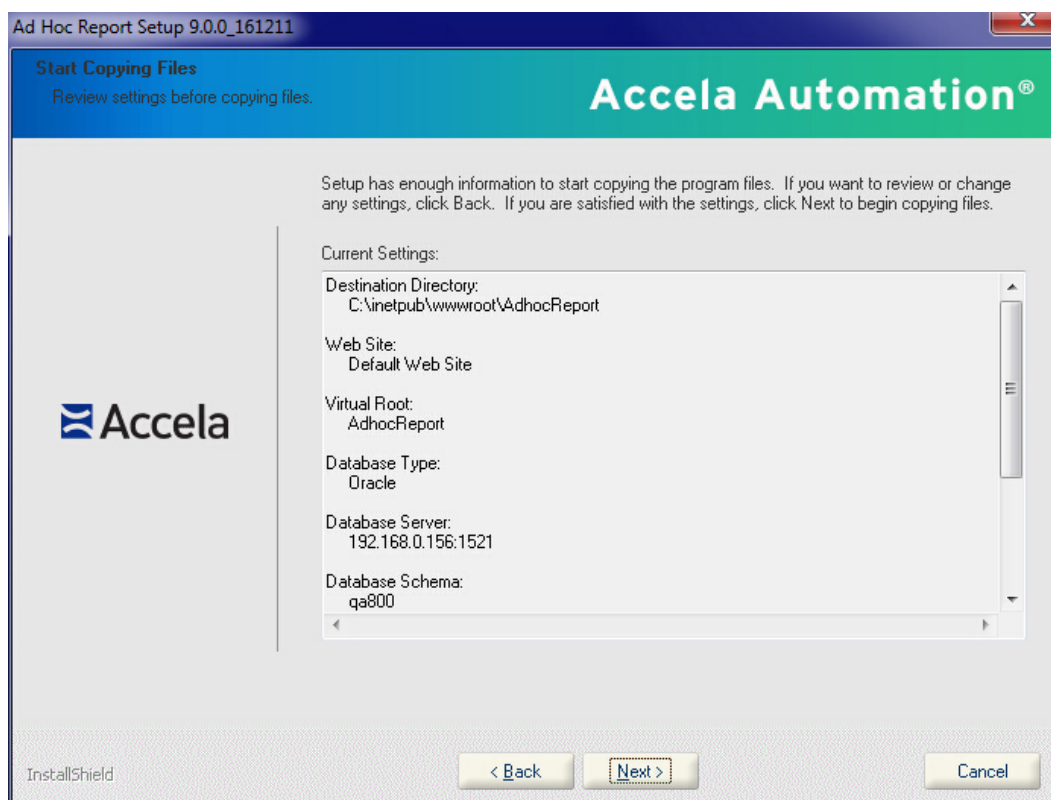 Ad Hoc Report Setup 9.0.0_161211
Start Copying Files
Review settings before copying files.
Accela Automation®
Setup has enough information to start copying the program files. If you want to review or change
any settings, click Back. If you are satisfied with the settings, click Next to begin copying files.
Current Settings:
Destination Directory:
C:\inetpub\wwwroot\AdhocReport
Web Site:
Default Web Site
Virtual Root:
AdhocReport
Database Type:
Oracle
Database Server:
192.168.0.156:1521
Database Schema:
qa800
Accela
InstallShield
< Back
Next >
Cancel